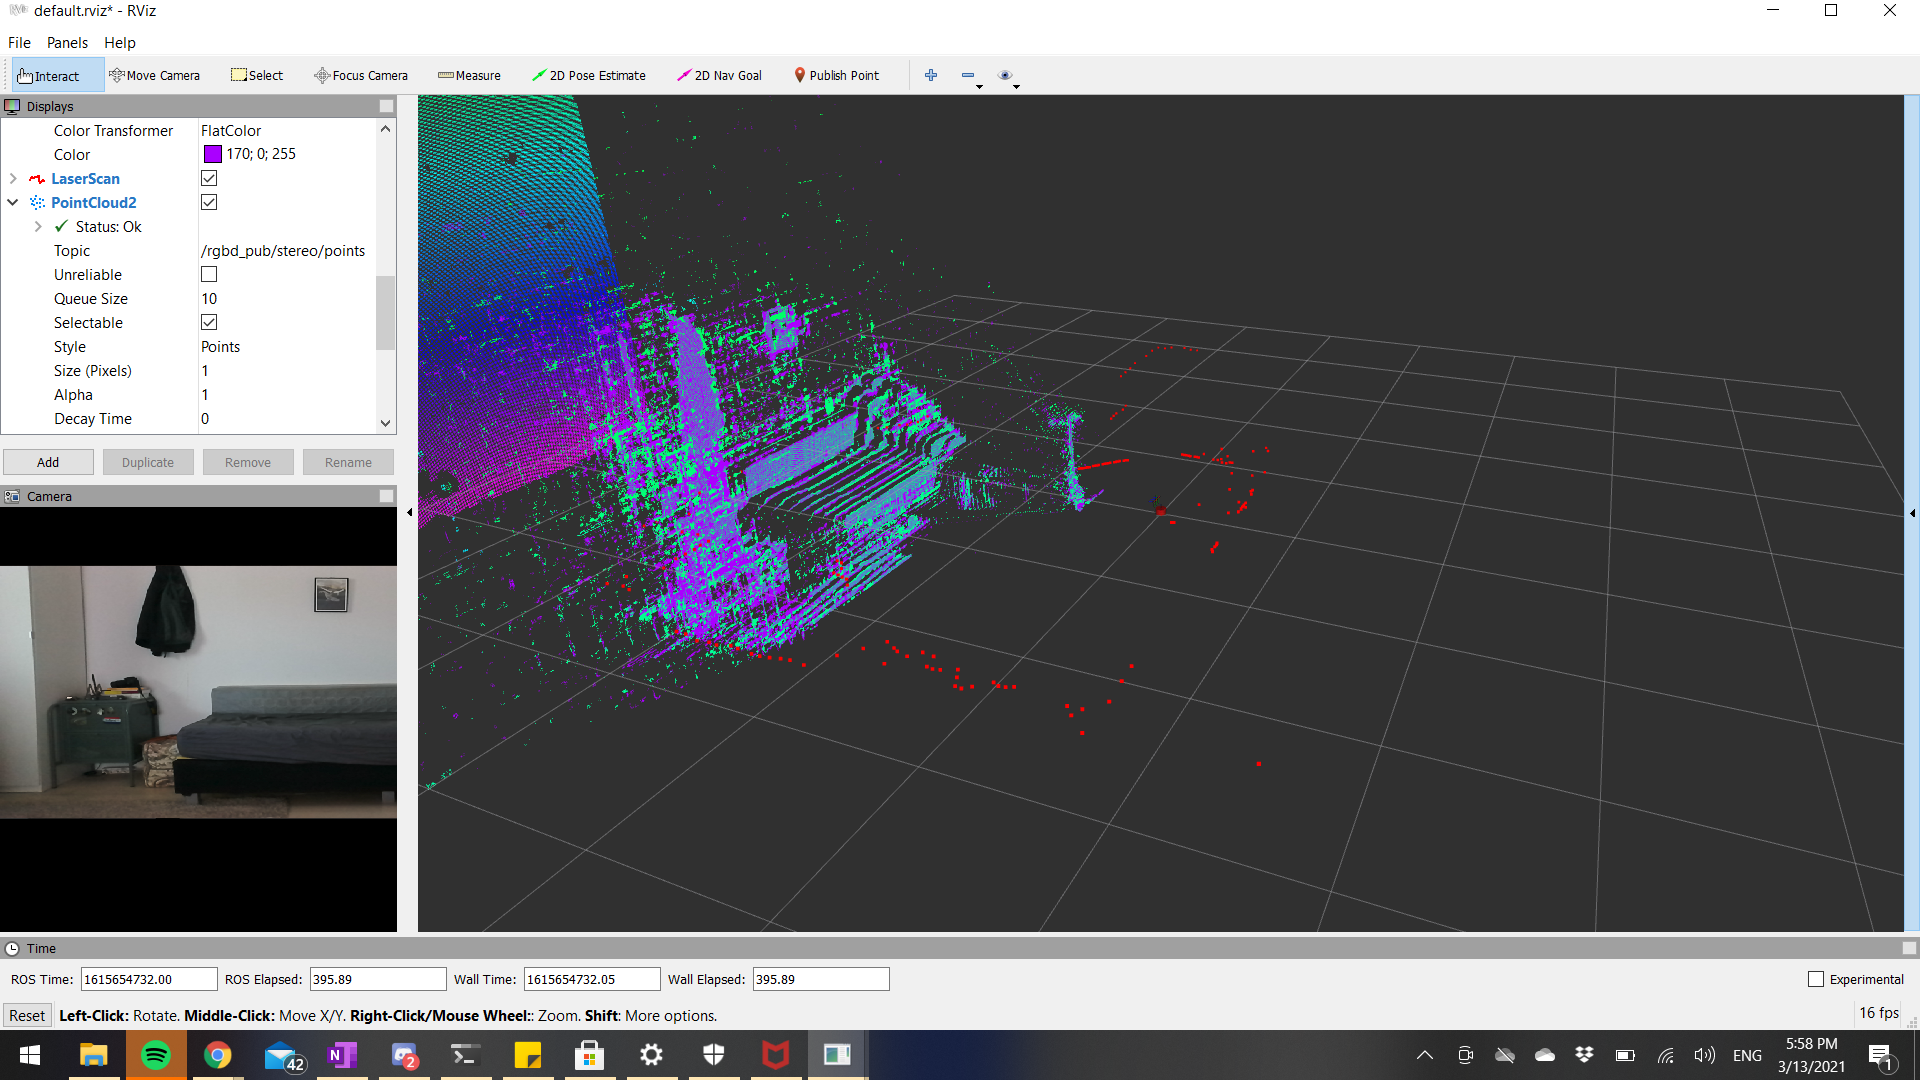 default.rviz* - RViz
File Panels Help
Interact Move Camera Select Focus Camera Measure 2D Pose Estimate 2D Nav Goal Publish Point
Displays
Color Transformer FlatColor
Color 170; 0; 255
LaserScan
PointCloud2
Status: Ok
Topic /rgbd_pub/stereo/points
Unreliable
Queue Size 10
Selectable
Style Points
Size (Pixels) 1
Alpha 1
Decay Time 0
Add Duplicate Remove Rename
Camera
Time
ROS Time: 1615654732.00 ROS Elapsed: 395.89 Wall Time: 1615654732.05 Wall Elapsed: 395.89 Experimental
Reset Left-Click: Rotate. Middle-Click: Move X/Y. Right-Click/Mouse Wheel:: Zoom. Shift: More options. 16 fps
42 N 2 ENG 5:58 PM 1
3/13/2021